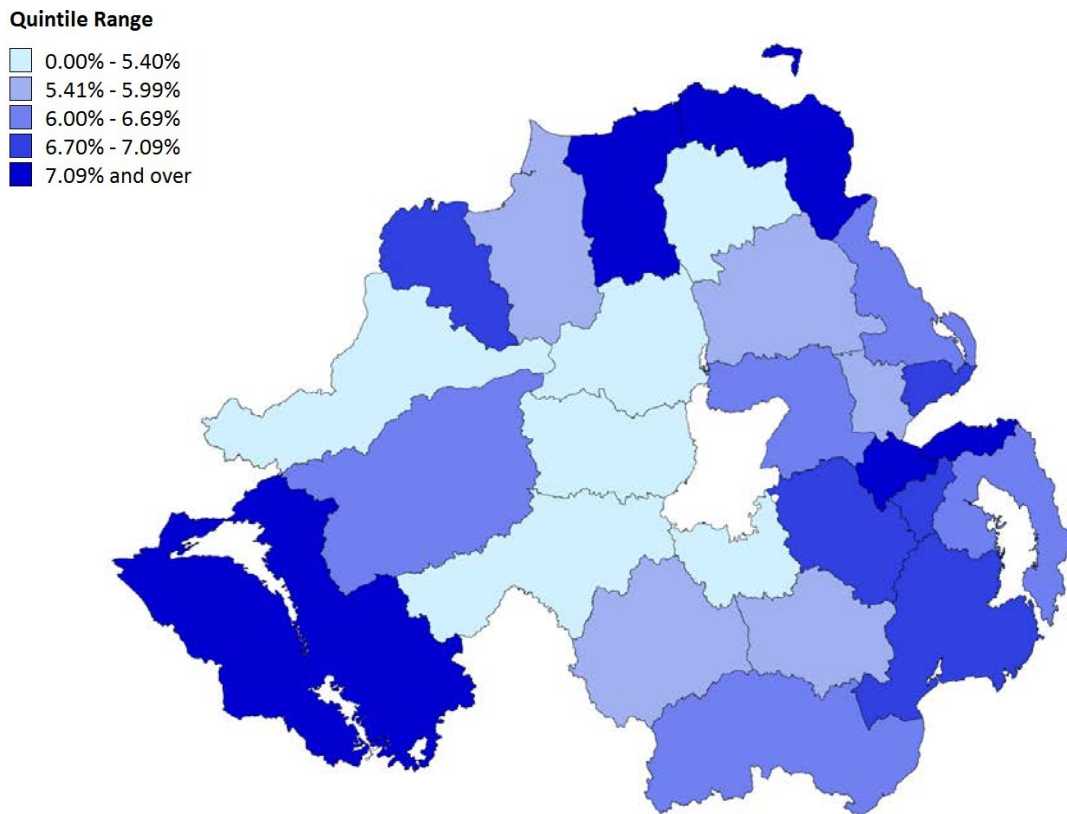 Quintile Range
0.00% - 5.40%
5.41% - 5.99%
6.00% - 6.69%
6.70% - 7.09%
7.09% and over